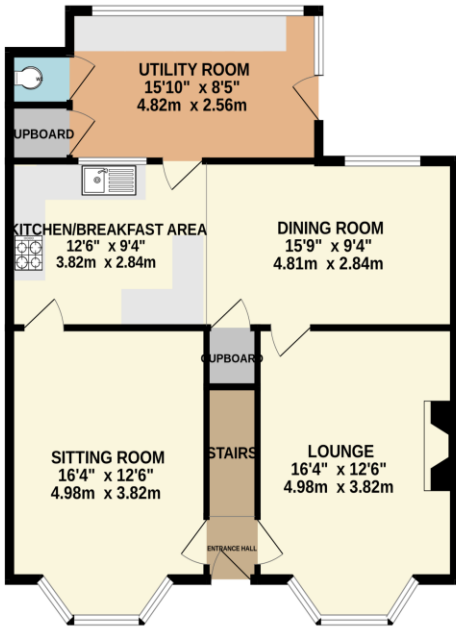 UTILITY ROOM
15'10" x 8'5"
4.82m x 2.56m
UPBOARD
KITCHEN/BREAKFAST AREA
12'6" x 9'4"
3.82m x 2.84m
DINING ROOM
15'9" x 9'4"
4.81m x 2.84m
CUPBOARD
SITTING ROOM
16'4" x 12'6"
4.98m x 3.82m
STAIRS
LOUNGE
16'4" x 12'6"
4.98m x 3.82m
ENTRANCE HALL